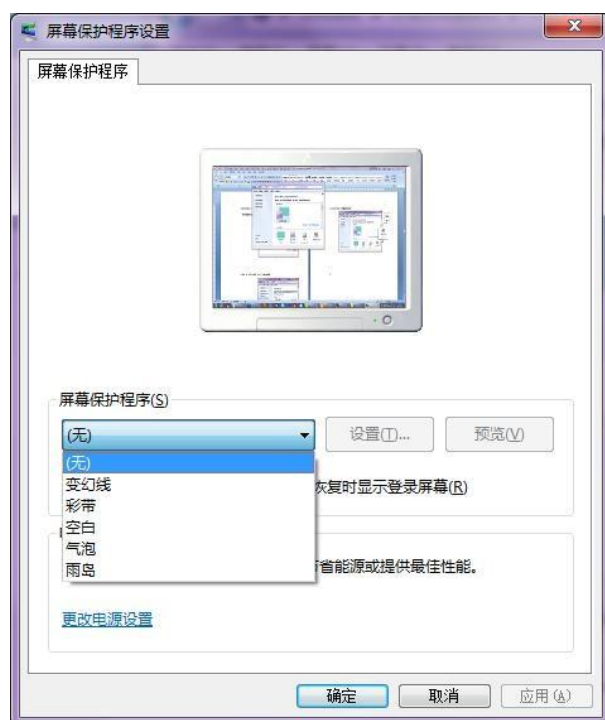 屏幕保护程序设置
屏幕保护程序
屏幕保护程序(S)
(无)
设置(T)...
预览(V)
(无)
变幻线
恢复时显示登录屏幕(R)
彩带
空白
气泡
省能源或提供最佳性能。
雨岛
更改电源设置
确定
取消
应用(A)